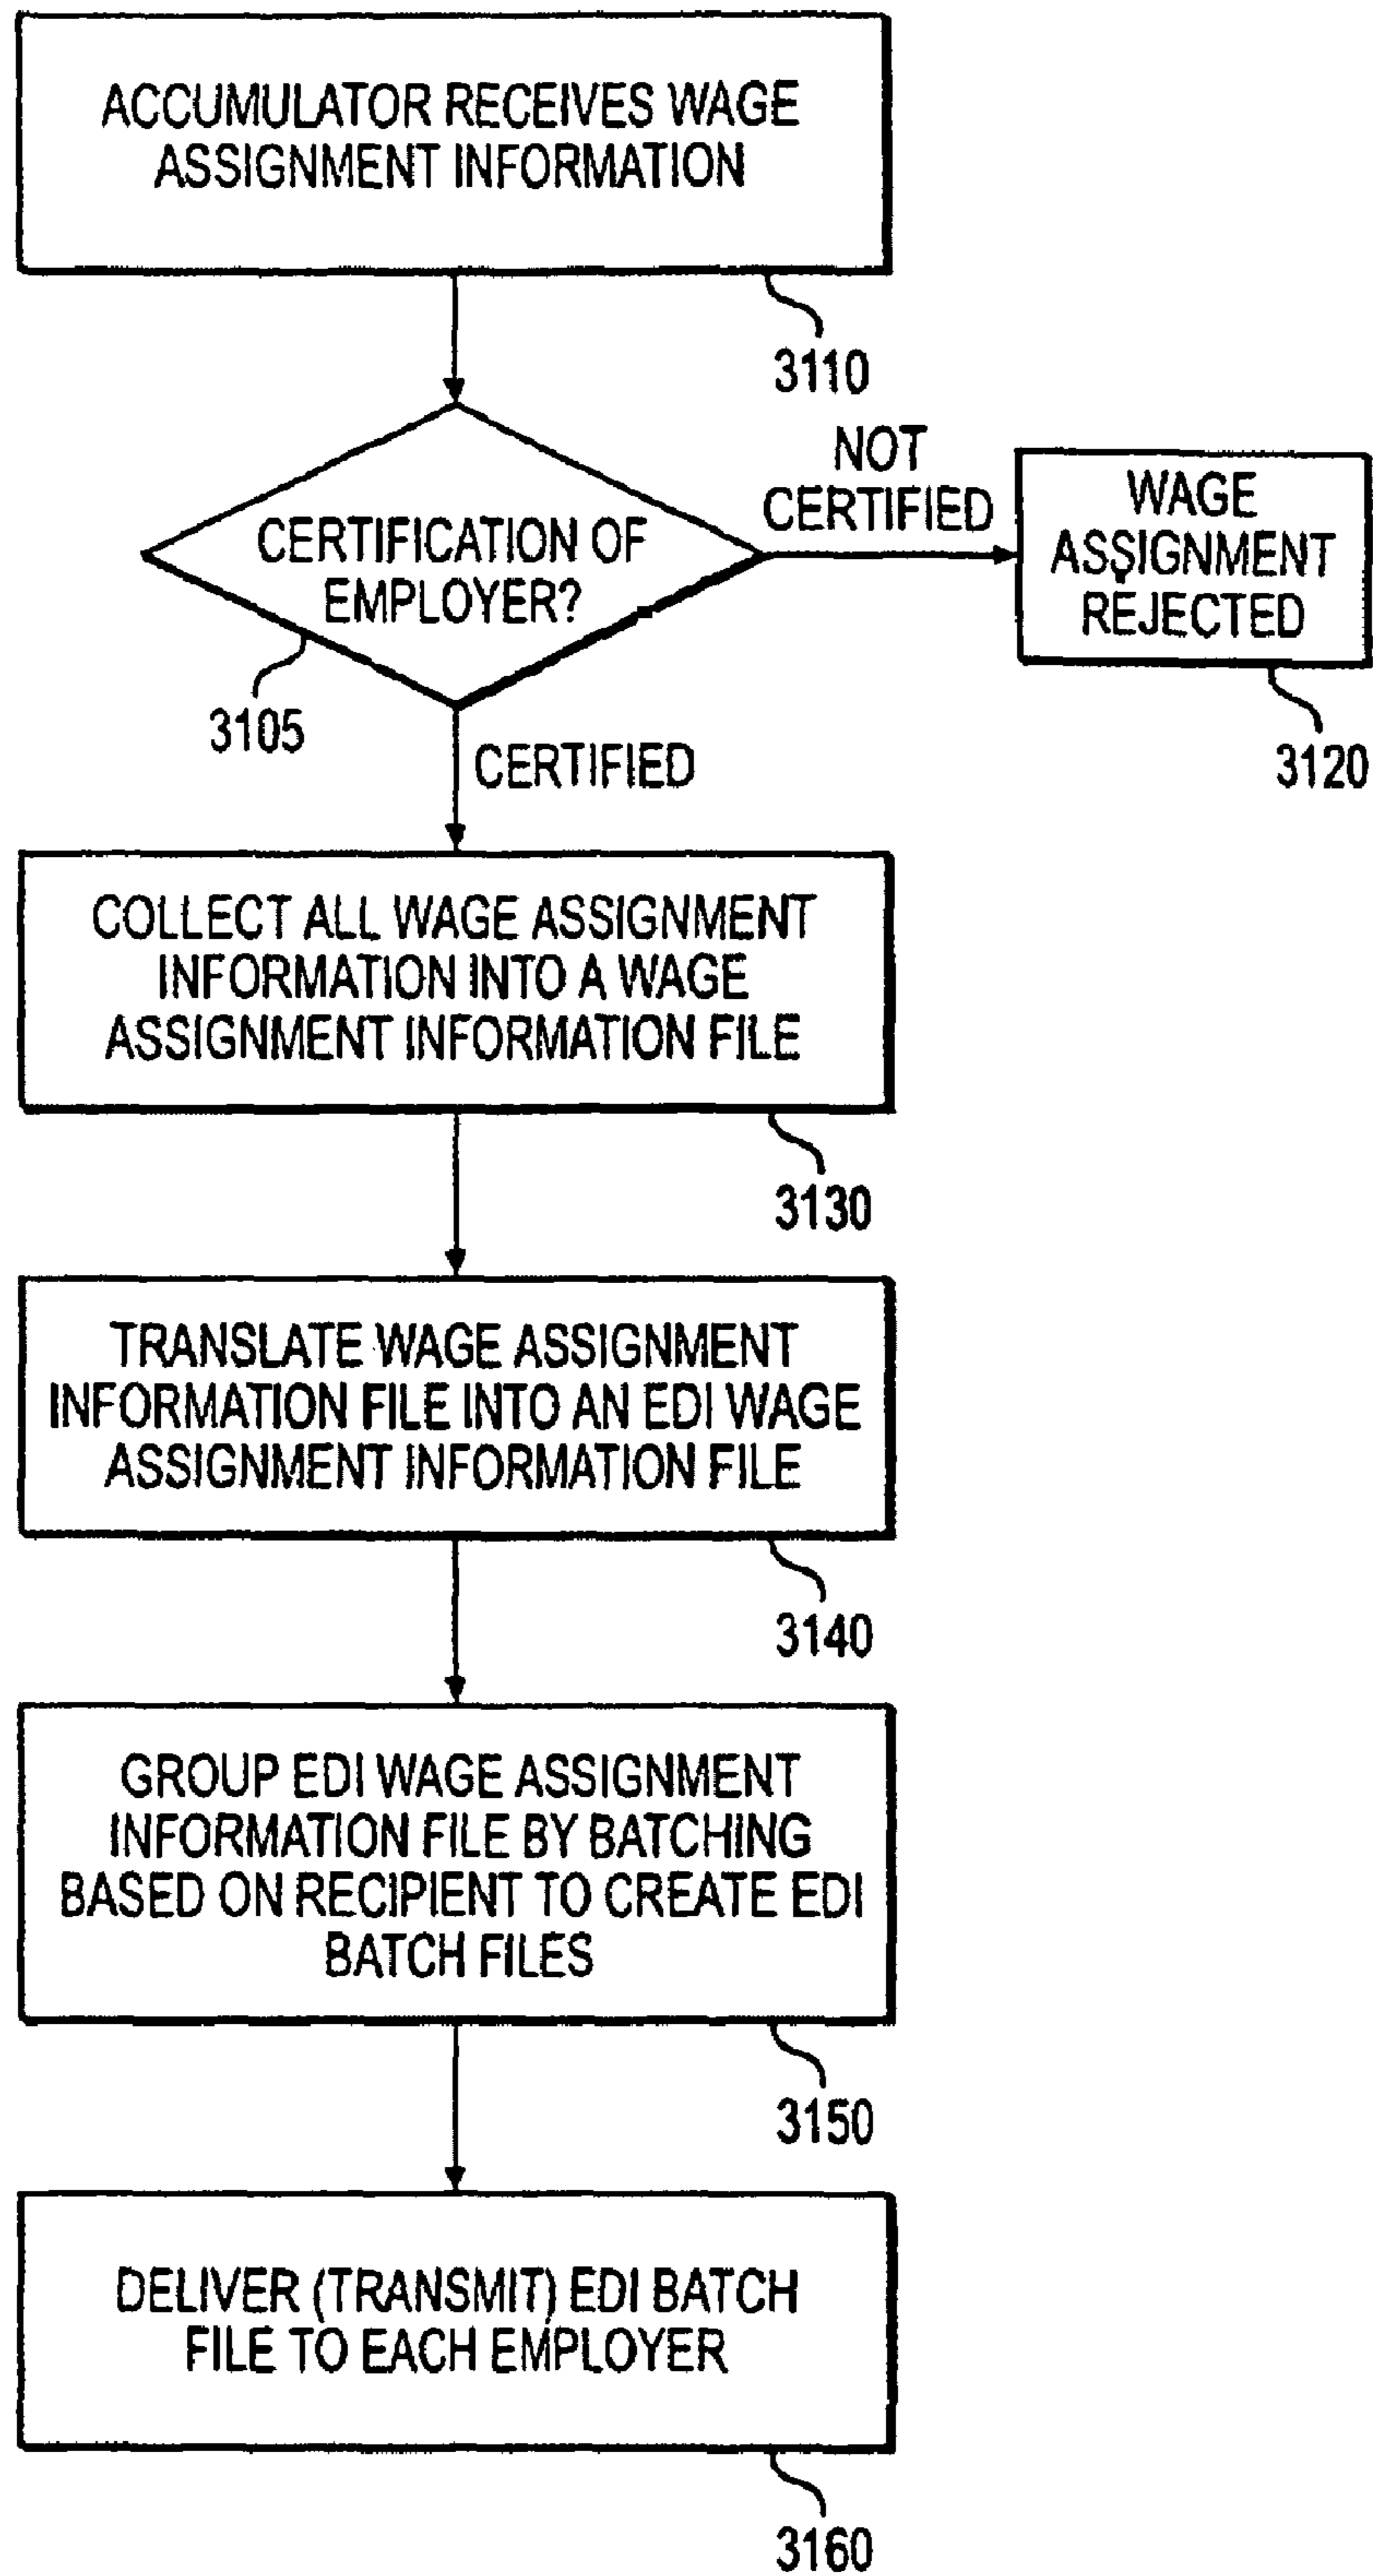 ACCUMULATOR RECEIVES WAGE
ASSIGNMENT INFORMATION
3110
CERTIFICATION OF
EMPLOYER?
3105
NOT
CERTIFIED
WAGE
ASSIGNMENT
REJECTED
3120
CERTIFIED
COLLECT ALL WAGE ASSIGNMENT
INFORMATION INTO A WAGE
ASSIGNMENT INFORMATION FILE
3130
TRANSLATE WAGE ASSIGNMENT
INFORMATION FILE INTO AN EDI WAGE
ASSIGNMENT INFORMATION FILE
3140
GROUP EDI WAGE ASSIGNMENT
INFORMATION FILE BY BATCHING
BASED ON RECIPIENT TO CREATE EDI
BATCH FILES
3150
DELIVER (TRANSMIT) EDI BATCH
FILE TO EACH EMPLOYER
3160